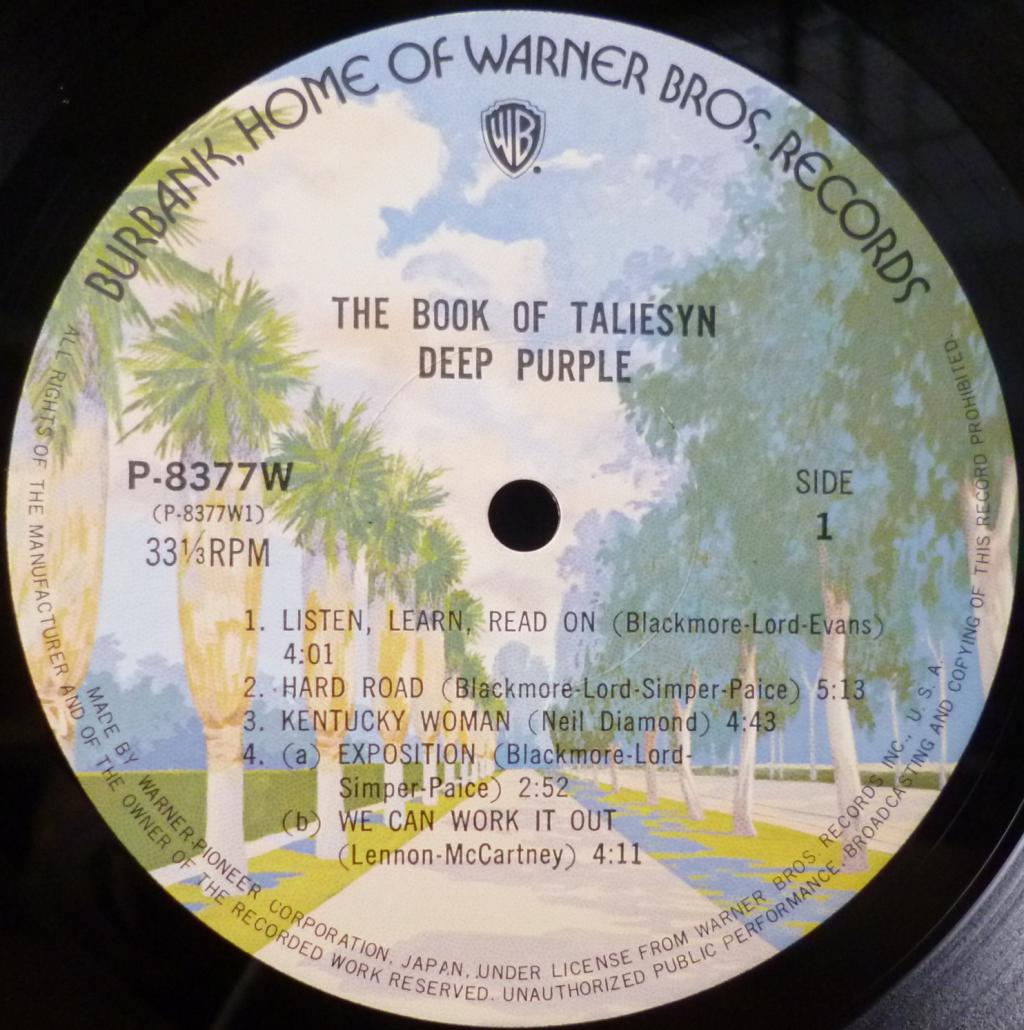 BURBANK, HOME OF WARNER BROS. RECORDS
WB
THE BOOK OF TALIESYN
DEEP PURPLE
P-8377W
(P-8377W1)
33⅓RPM
SIDE
1
1. LISTEN, LEARN, READ ON (Blackmore-Lord-Evans)
4:01
2. HARD ROAD (Blackmore-Lord-Simper-Paice) 5:13
3. KENTUCKY WOMAN (Neil Diamond) 4:43
4. (a) EXPOSITION (Blackmore-Lord-
Simper-Paice) 2:52
(b) WE CAN WORK IT OUT
(Lennon-McCartney) 4:11
MADE BY WARNER-PIONEER CORPORATION, JAPAN, UNDER LICENSE FROM WARNER BROS. RECORDS INC., U. S. A.
ALL RIGHTS OF THE MANUFACTURER AND OF THE OWNER OF THE RECORDED WORK RESERVED. UNAUTHORIZED PUBLIC PERFORMANCE, BROADCASTING AND COPYING OF THIS RECORD PROHIBITED.